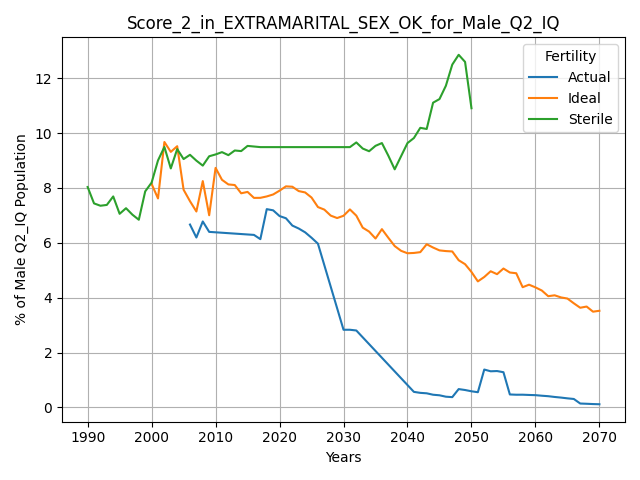 Score_2_in_EXTRAMARITAL_SEX_OK_for_Male_Q2_IQ
Fertility
Actual
Ideal
Sterile
% of Male Q2_IQ Population
12
10
8
6
4
2
0
1990 2000 2010 2020 2030 2040 2050 2060 2070
Years